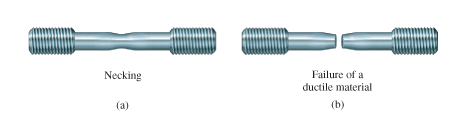 Necking
(a)
Failure of a
ductile material
(b)